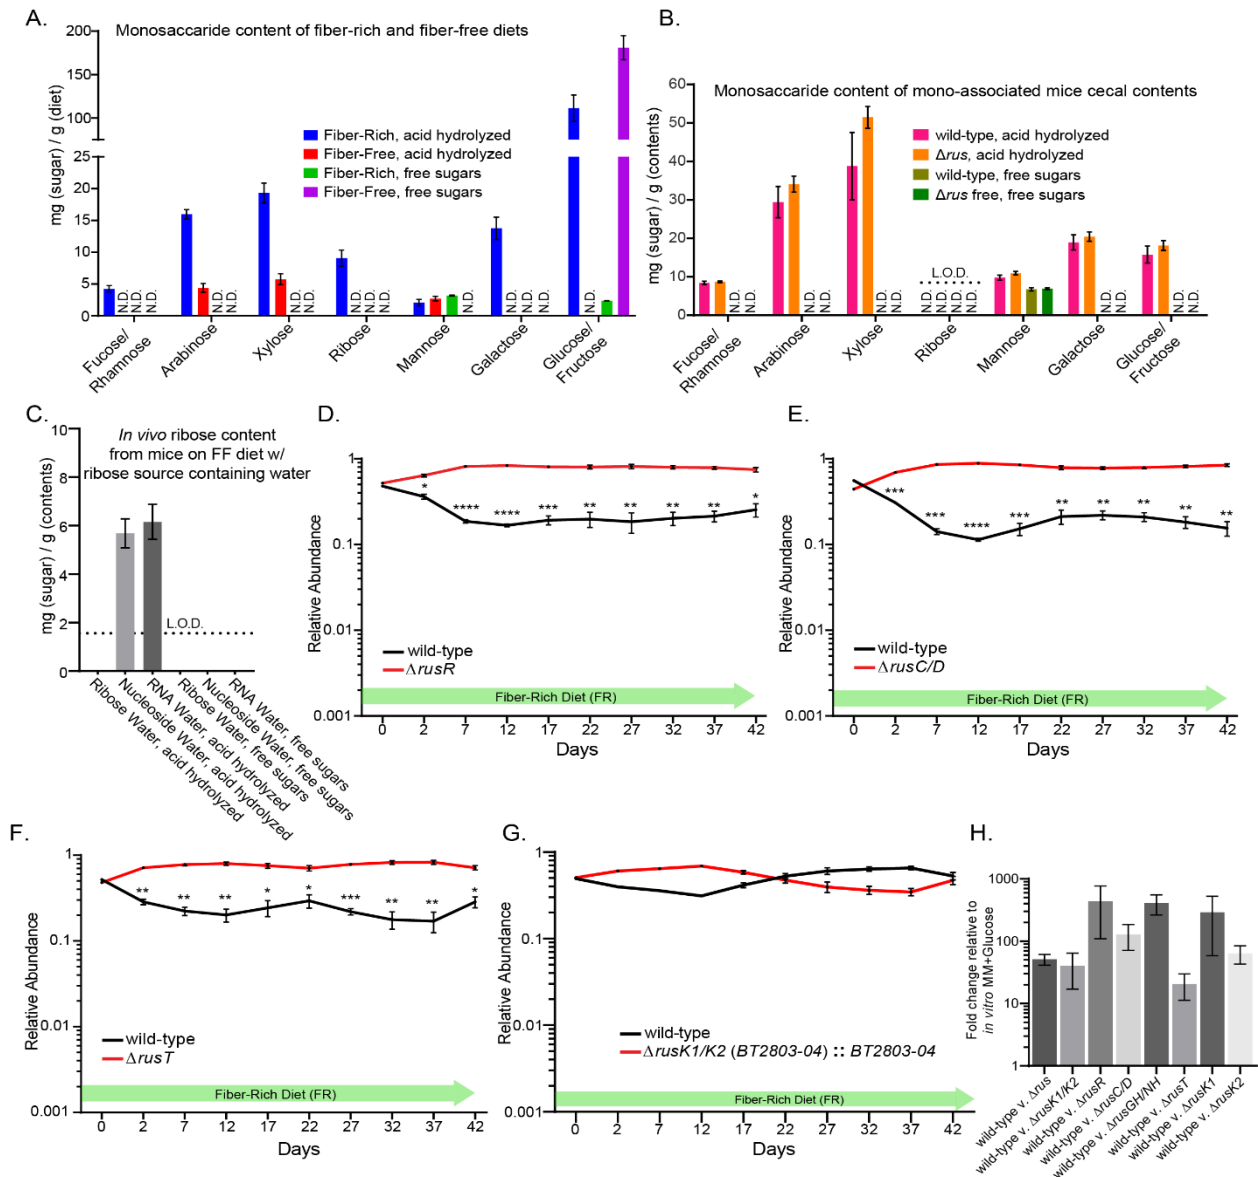 A.
Monosaccaride content of fiber-rich and fiber-free diets
mg (sugar) / g (diet)
200
150
100
50
25
20
15
10
5
0
Fiber-Rich, acid hydrolyzed
Fiber-Free, acid hydrolyzed
Fiber-Rich, free sugars
Fiber-Free, free sugars
N.D. N.D. N.D.
N.D. N.D.
N.D. N.D.
N.D. N.D. N.D.
N.D.
N.D. N.D. N.D.
N.D.
Fucose/
Rhamnose
Arabinose
Xylose
Ribose
Mannose
Galactose
Glucose/
Fructose
B.
Monosaccaride content of mono-associated mice cecal contents
mg (sugar) / g (contents)
60
50
40
30
20
10
0
wild-type, acid hydrolyzed
Δrus, acid hydrolyzed
wild-type, free sugars
Δrus free, free sugars
L.O.D.
N.D. N.D.
N.D. N.D.
N.D. N.D.
N.D. N.D. N.D. N.D.
N.D. N.D.
N.D. N.D.
Fucose/
Rhamnose
Arabinose
Xylose
Ribose
Mannose
Galactose
Glucose/
Fructose
C.
In vivo ribose content
from mice on FF diet w/
ribose source containing water
mg (sugar) / g (contents)
10
8
6
4
2
0
L.O.D.
Ribose Water, acid hydrolyzed
Nucleoside Water, acid hydrolyzed
RNA Water, acid hydrolyzed
Ribose Water, free sugars
Nucleoside Water, free sugars
RNA Water, free sugars
D.
Relative Abundance
1
0.1
0.01
0.001
* **** **** *** ** ** ** ** *
wild-type
ΔrusR
Fiber-Rich Diet (FR)
0 2 7 12 17 22 27 32 37 42
Days
E.
Relative Abundance
1
0.1
0.01
0.001
*** *** **** *** ** ** ** ** **
wild-type
ΔrusC/D
Fiber-Rich Diet (FR)
0 2 7 12 17 22 27 32 37 42
Days
F.
Relative Abundance
1
0.1
0.01
0.001
** ** ** * * *** ** ** *
wild-type
ΔrusT
Fiber-Rich Diet (FR)
0 2 7 12 17 22 27 32 37 42
Days
G.
Relative Abundance
1
0.1
0.01
0.001
wild-type
ΔrusK1/K2 (BT2803-04) :: BT2803-04
Fiber-Rich Diet (FR)
0 2 7 12 17 22 27 32 37 42
Days
H.
Fold change relative to
in vitro MM+Glucose
1000
100
10
1
wild-type v. Δrus
wild-type v. ΔrusK1/K2
wild-type v. ΔrusR
wild-type v. ΔrusC/D
wild-type v. ΔrusGH/NH
wild-type v. ΔrusT
wild-type v. ΔrusK1
wild-type v. ΔrusK2